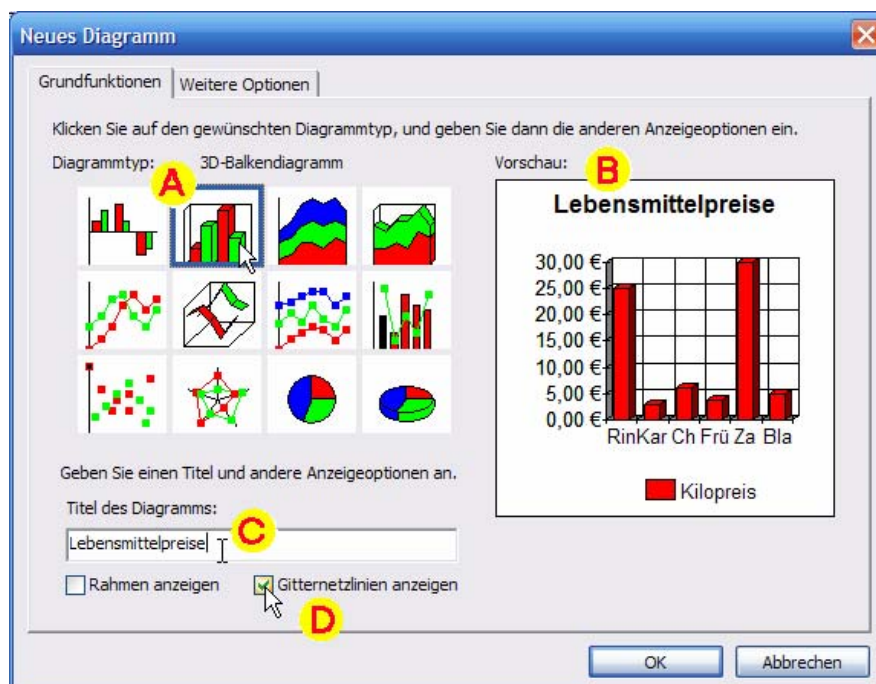 Neues Diagramm
Grundfunktionen
Weitere Optionen
Klicken Sie auf den gewünschten Diagrammtyp, und geben Sie dann die anderen Anzeigeoptionen ein.
Diagrammtyp:
3D-Balkendiagramm
Vorschau:
A
B
Lebensmittelpreise
30,00 €
25,00 €
20,00 €
15,00 €
10,00 €
5,00 €
0,00 €
Rin Kar Ch Frü Za Bla
Kilopreis
Geben Sie einen Titel und andere Anzeigeoptionen an.
Titel des Diagramms:
Lebensmittelpreise
C
Rahmen anzeigen
Gitternetzlinien anzeigen
D
OK
Abbrechen